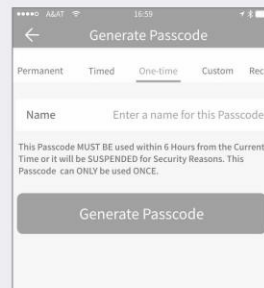 A&AT 16:59
Generate Passcode
Permanent Timed One-time Custom Rec
Name Enter a name for this Passcode
This Passcode MUST BE used within 6 Hours from the Current
Time or it will be SUSPENDED for Security Reasons. This
Passcode can ONLY be used ONCE.
Generate Passcode